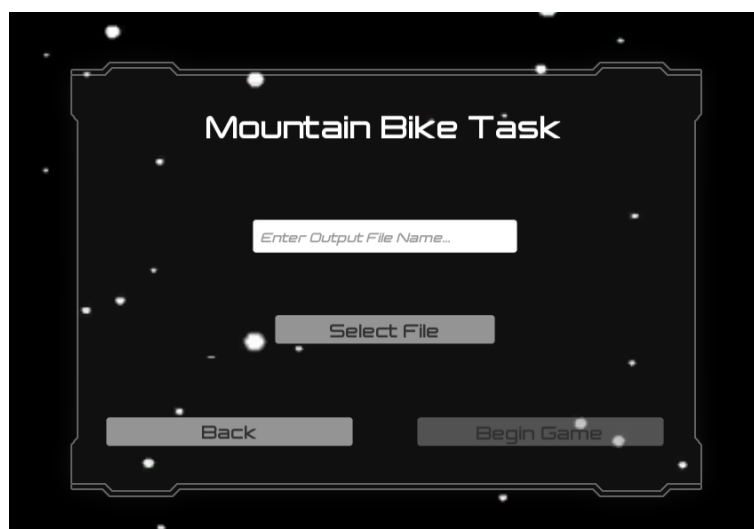 Mountain Bike Task
Enter Output File Name...
Select File
Back
Begin Game